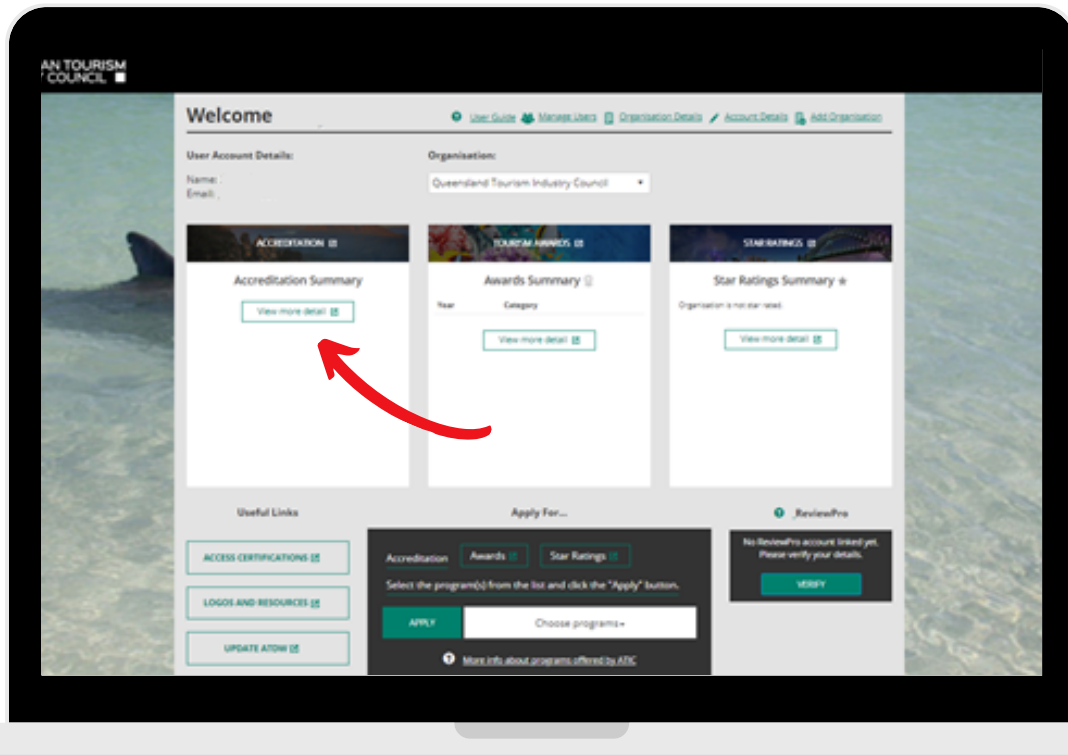 AN TOURISM
Y COUNCIL
Welcome
User Guide Manage Users Organisation Details Account Details Add Organisation
User Account Details:
Organisation:
Name:
Email:
Queensland Tourism Industry Council
ACCREDITATION
TOURISM AWARDS
STAR RATINGS
Accreditation Summary
Awards Summary
Star Ratings Summary
View more detail
Year Category
Organisation is not star rated.
View more detail
View more detail
Useful Links
Apply For...
ReviewPro
ACCESS CERTIFICATIONS
LOGOS AND RESOURCES
UPDATE ATDW
Accreditation Awards Star Ratings
Select the program(s) from the list and click the "Apply" button.
APPLY Choose programs
More info about programs offered by ATIC
No ReviewPro account linked yet.
Please verify your details.
VERIFY